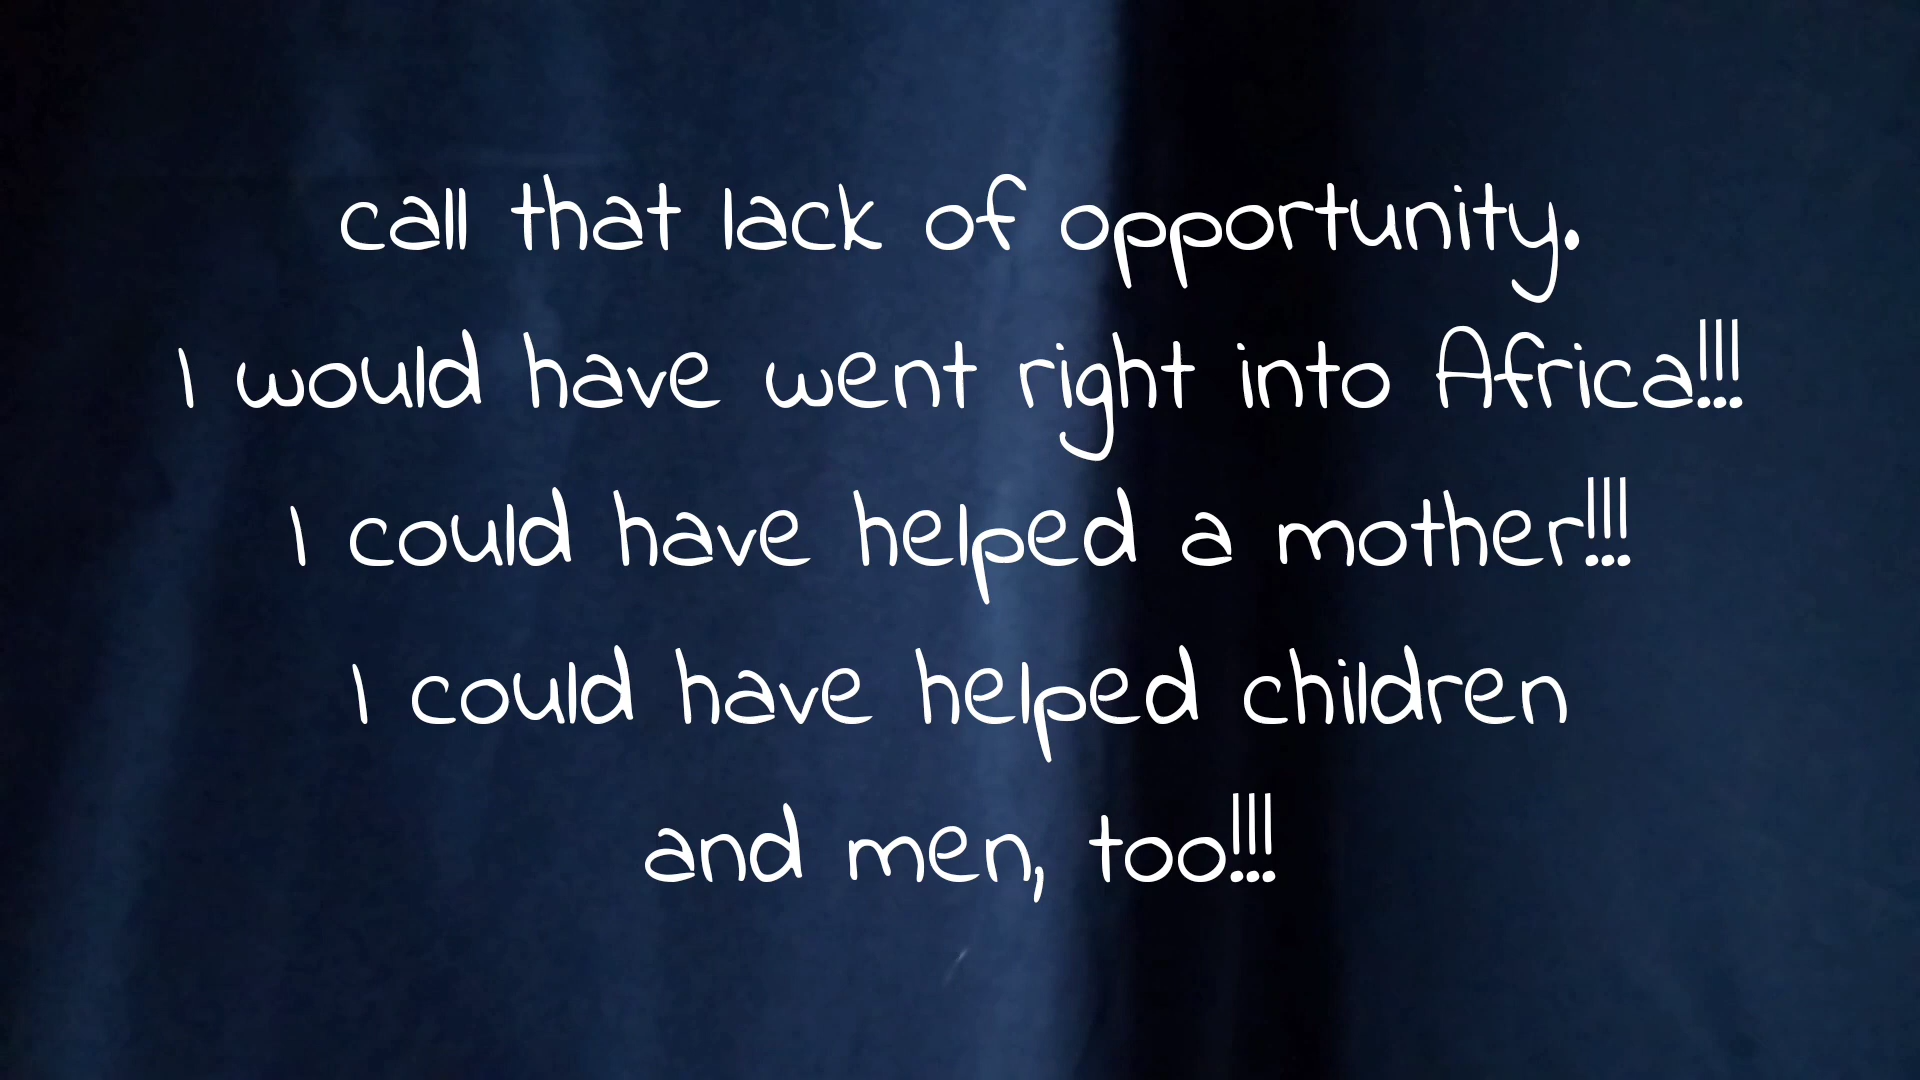 call that lack of opportunity.
I would have went right into Africa!!!
I could have helped a mother!!!
I could have helped children
and men, too!!!